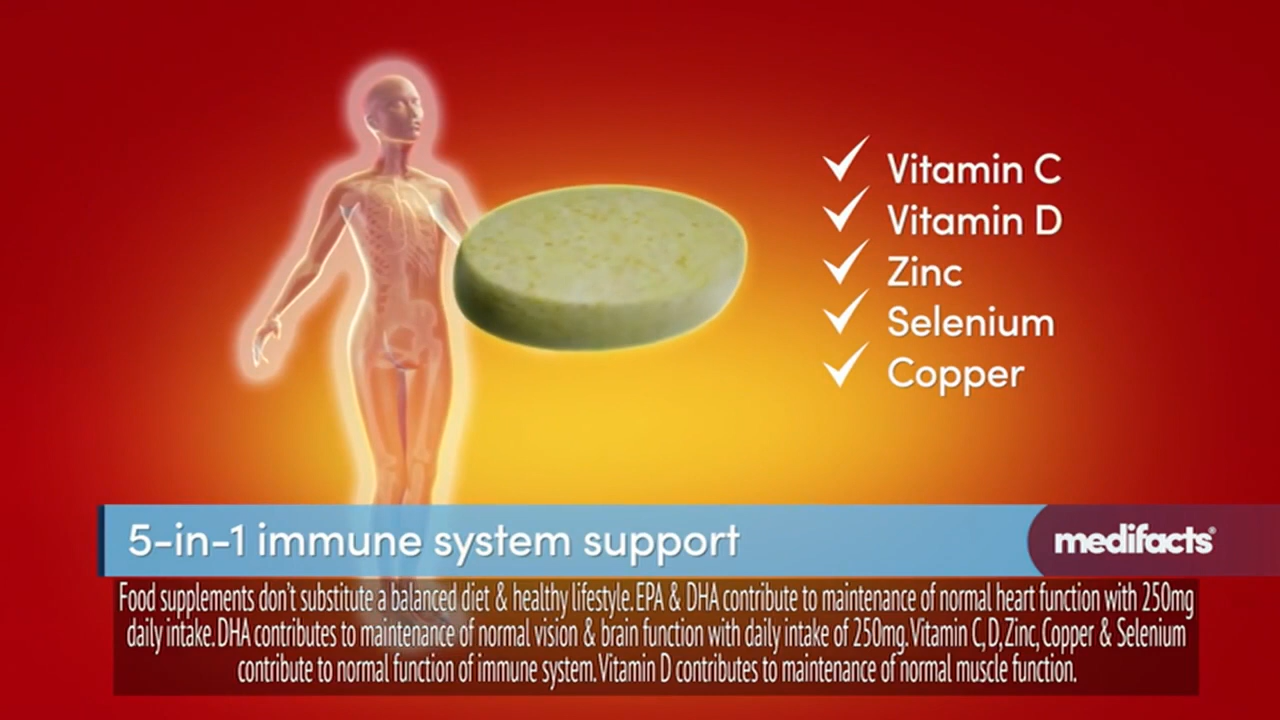 Vitamin C
Vitamin D
Zinc
Selenium
Copper
5-in-1 immune system support
medifacts®
Food supplements don't substitute a balanced diet & healthy lifestyle. EPA & DHA contribute to maintenance of normal heart function with 250mg
daily intake. DHA contributes to maintenance of normal vision & brain function with daily intake of 250mg. Vitamin C, D, Zinc, Copper & Selenium
contribute to normal function of immune system. Vitamin D contributes to maintenance of normal muscle function.